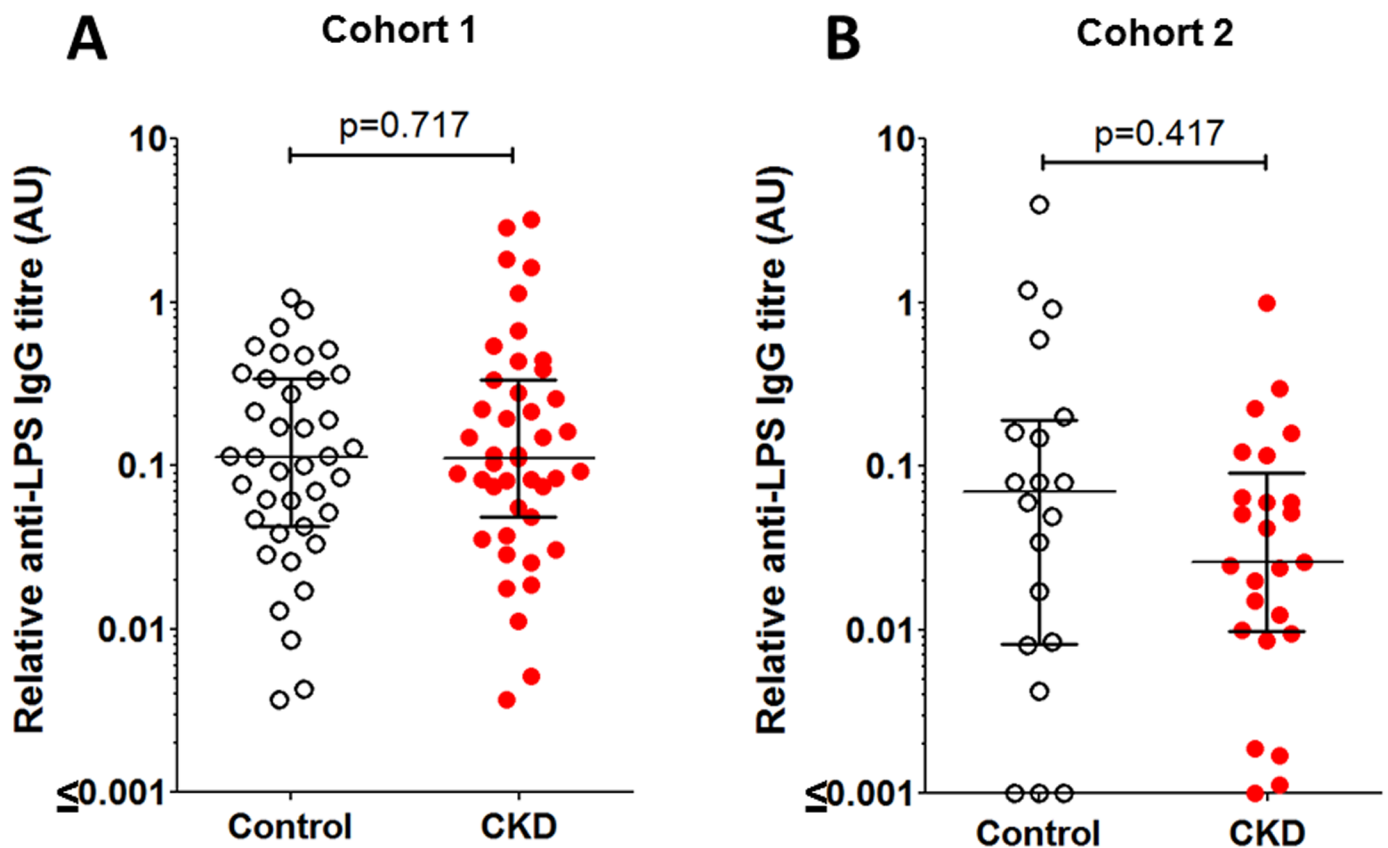 A
Cohort 1
p=0.717
Relative anti-LPS IgG titre (AU)
10
1
0.1
0.01
≤0.001
Control
CKD
B
Cohort 2
p=0.417
Relative anti-LPS IgG titre (AU)
10
1
0.1
0.01
≤0.001
Control
CKD